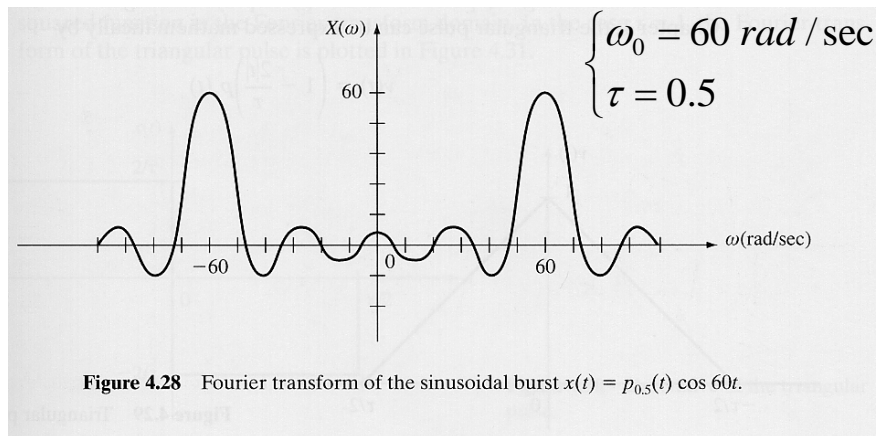 X(ω)
ω₀ = 60 rad / sec
τ = 0.5
60
ω(rad/sec)
−60
0
60
Figure 4.28 Fourier transform of the sinusoidal burst x(t) = p₀.₅(t) cos 60t.